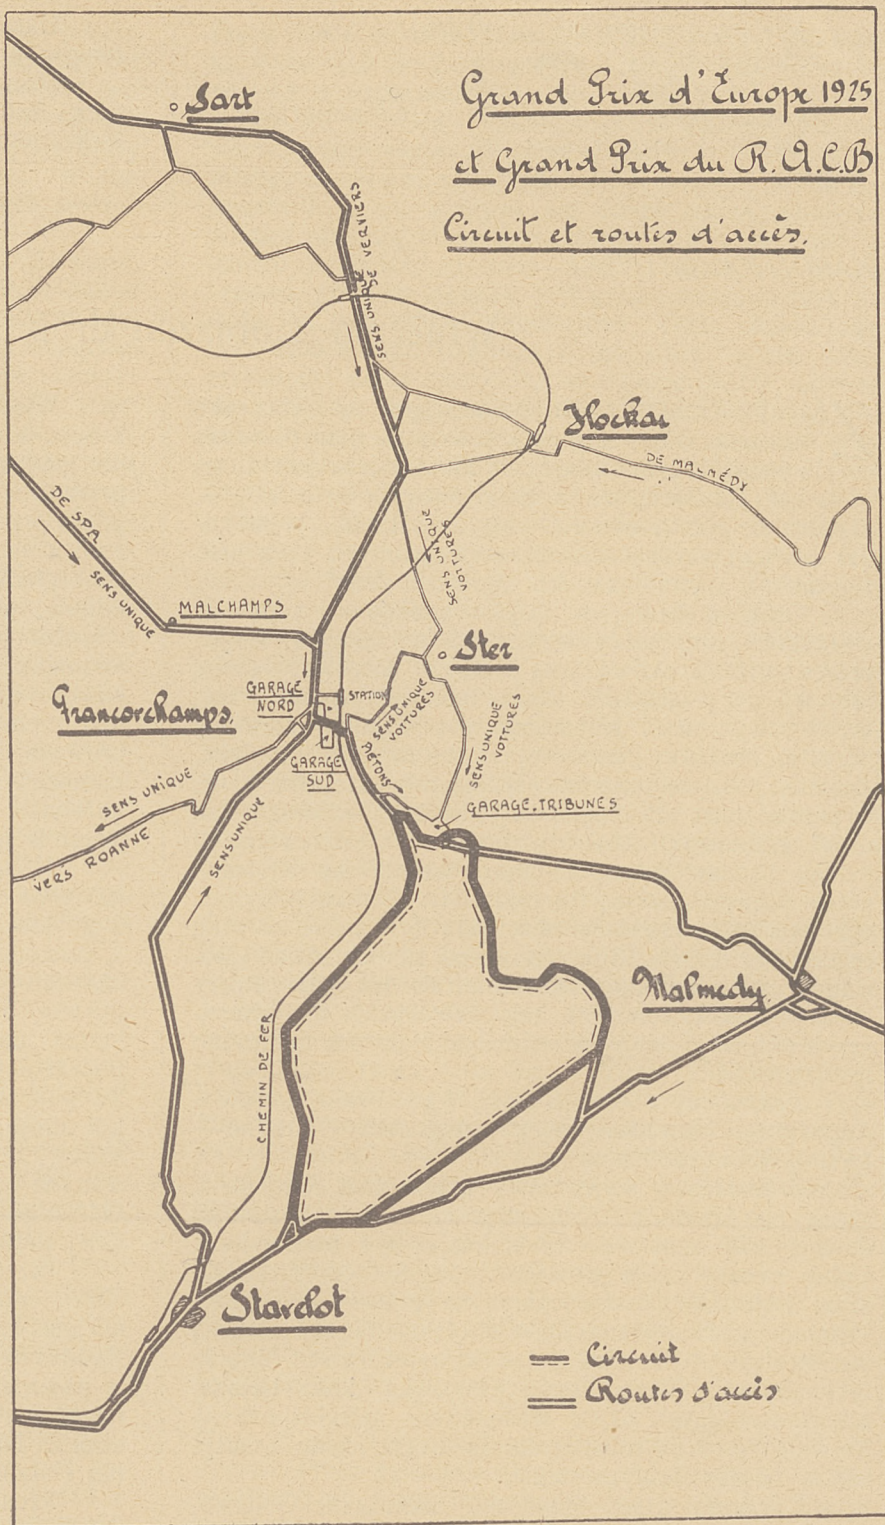 Grand Prix d'Europe 1925
et Grand Prix du R.A.C.B
Circuit et routes d'accès.
Sart
SENS UNIQUE DE VERVIERS
Hockai
DE MALMÉDY
DE SPA
SENS UNIQUE
MALCHAMPS
SENS UNIQUE
VOITURES
Ster
GARAGE
NORD
STATION
Francorchamps.
SENS UNIQUE
VOITURES
SENS UNIQUE
VOITURES
PIÉTONS
GARAGE
SUD
GARAGE.TRIBUNES
SENS UNIQUE
VERS ROANNE
SENS UNIQUE
Malmedy
CHEMIN DE FER
Stavelot
Circuit
Routes d'accès